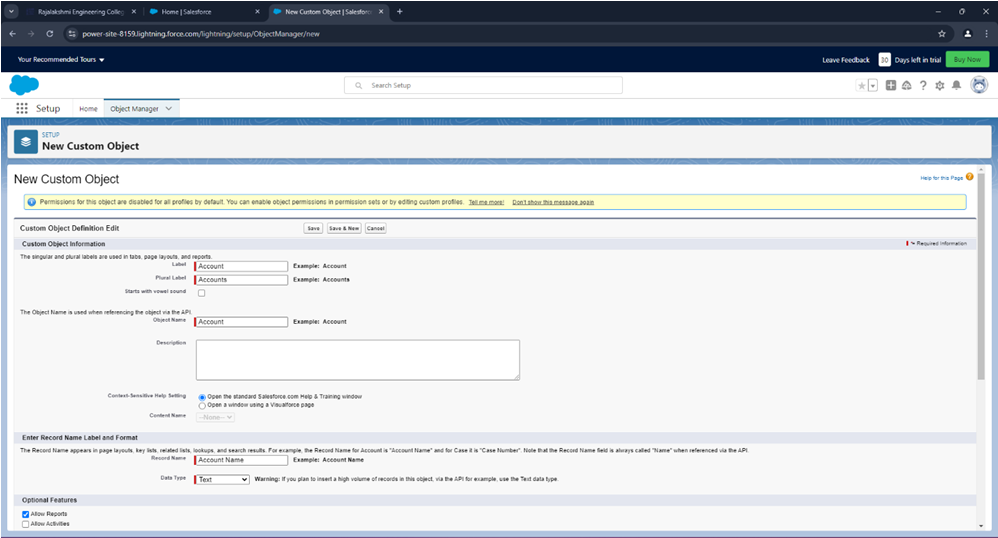 Rajalakshmi Engineering Colleg
Home | Salesforce
New Custom Object | Salesforc
power-site-8159.lightning.force.com/lightning/setup/ObjectManager/new
Your Recommended Tours
Leave Feedback 30 Days left in trial Buy Now
Search Setup
Setup Home Object Manager
SETUP
New Custom Object
New Custom Object
Help for this Page
Permissions for this object are disabled for all profiles by default. You can enable object permissions in permission sets or by editing custom profiles. Tell me more! Don't show this message again
Custom Object Definition Edit Save Save & New Cancel
Custom Object Information = Required Information
The singular and plural labels are used in tabs, page layouts, and reports.
Label Account Example: Account
Plural Label Accounts Example: Accounts
Starts with vowel sound
The Object Name is used when referencing the object via the API.
Object Name Account Example: Account
Description
Context-Sensitive Help Setting Open the standard Salesforce.com Help & Training window
Open a window using a Visualforce page
Content Name --None--
Enter Record Name Label and Format
The Record Name appears in page layouts, key lists, related lists, lookups, and search results. For example, the Record Name for Account is "Account Name" and for Case it is "Case Number". Note that the Record Name field is always called "Name" when referenced via the API.
Record Name Account Name Example: Account Name
Data Type Text Warning: If you plan to insert a high volume of records in this object, via the API for example, use the Text data type.
Optional Features
Allow Reports
Allow Activities